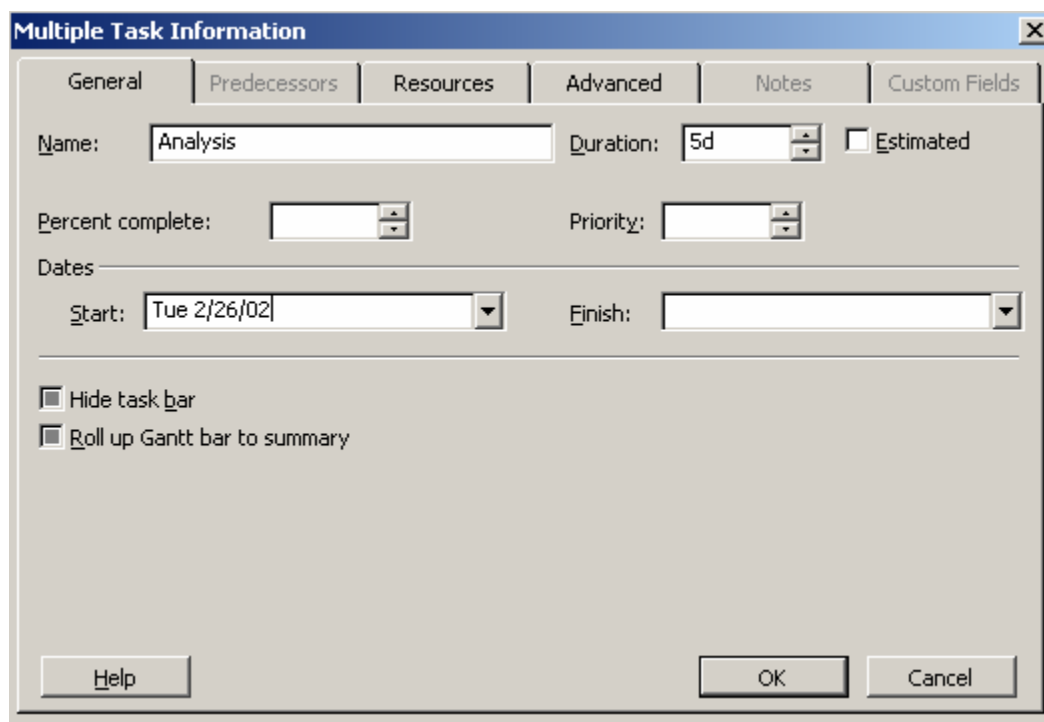 Multiple Task Information
General Predecessors Resources Advanced Notes Custom Fields
Name: Analysis Duration: 5d Estimated
Percent complete: Priority:
Dates
Start: Tue 2/26/02 Finish:
Hide task bar
Roll up Gantt bar to summary
Help OK Cancel